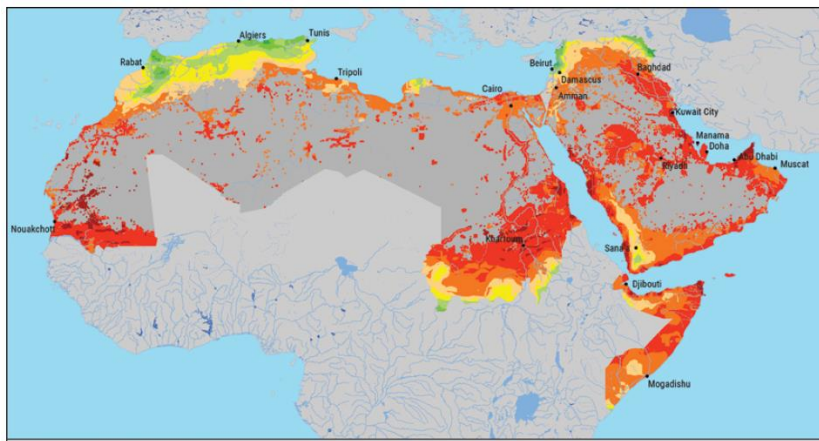 Algiers
Tunis
Rabat
Tripoli
Beirut
Damascus
Baghdad
Cairo
Amman
Kuwait City
Manama
Doha
Riyadh
Abu Dhabi
Muscat
Nouakchott
Khartoum
Sana'a
Djibouti
Mogadishu